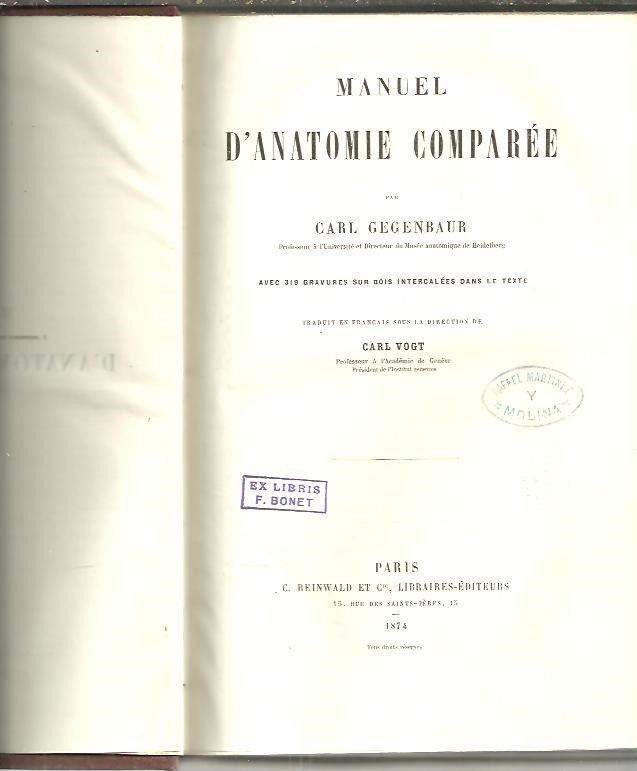 MANUEL
D'ANATOMIE COMPARÉE
PAR
CARL GEGENBAUR
Professeur à l'Université et Directeur du Musée anatomique de Heidelberg
AVEC 319 GRAVURES SUR BOIS INTERCALÉES DANS LE TEXTE
TRADUIT EN FRANÇAIS SOUS LA DIRECTION DE
CARL VOGT
Professeur à l'Académie de Genève
Président de l'Institut genevois
RAFAEL MARTINEZ
Y
MOLINA
EX LIBRIS
F. BONET
PARIS
C. REINWALD ET Cie, LIBRAIRES-ÉDITEURS
15, RUE DES SAINTS-PÈRES, 15
1874
Tous droits réservés